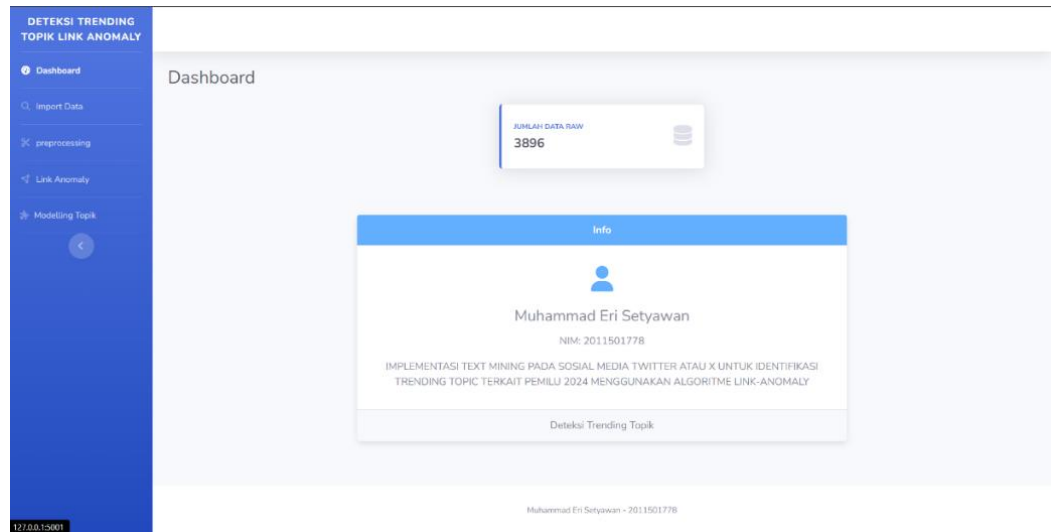 DETEKSI TRENDING
TOPIK LINK ANOMALY
Dashboard
Import Data
preprocessing
Link Anomaly
Modelling Topik
Dashboard
JUMLAH DATA RAW
3896
Info
Muhammad Eri Setyawan
NIM: 2011501778
IMPLEMENTASI TEXT MINING PADA SOSIAL MEDIA TWITTER ATAU X UNTUK IDENTIFIKASI
TRENDING TOPIC TERKAIT PEMILU 2024 MENGGUNAKAN ALGORITME LINK-ANOMALY
Deteksi Trending Topik
Muhammad Eri Setyawan - 2011501778
127.0.0.1:5001